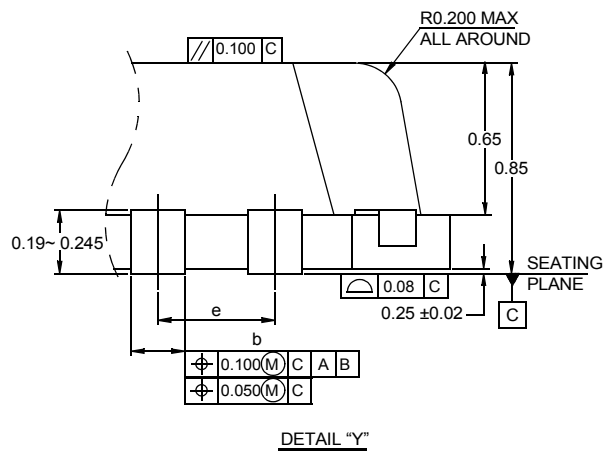 R0.200 MAX
ALL AROUND
// 0.100 C
0.65
0.85
0.19~ 0.245
SEATING
PLANE
⌓ 0.08 C
0.25 ±0.02
C
e
b
⌖ 0.100 Ⓜ C A B
⌖ 0.050 Ⓜ C
DETAIL “Y”